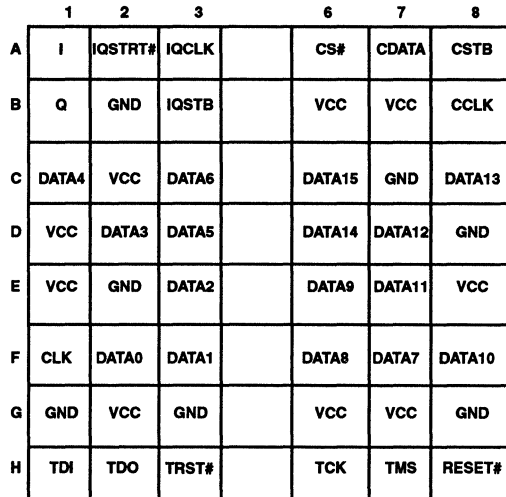 1 2 3 6 7 8
A I IQSTRT# IQCLK CS# CDATA CSTB
B Q GND IQSTB VCC VCC CCLK
C DATA4 VCC DATA6 DATA15 GND DATA13
D VCC DATA3 DATA5 DATA14 DATA12 GND
E VCC GND DATA2 DATA9 DATA11 VCC
F CLK DATA0 DATA1 DATA8 DATA7 DATA10
G GND VCC GND VCC VCC GND
H TDI TDO TRST# TCK TMS RESET#